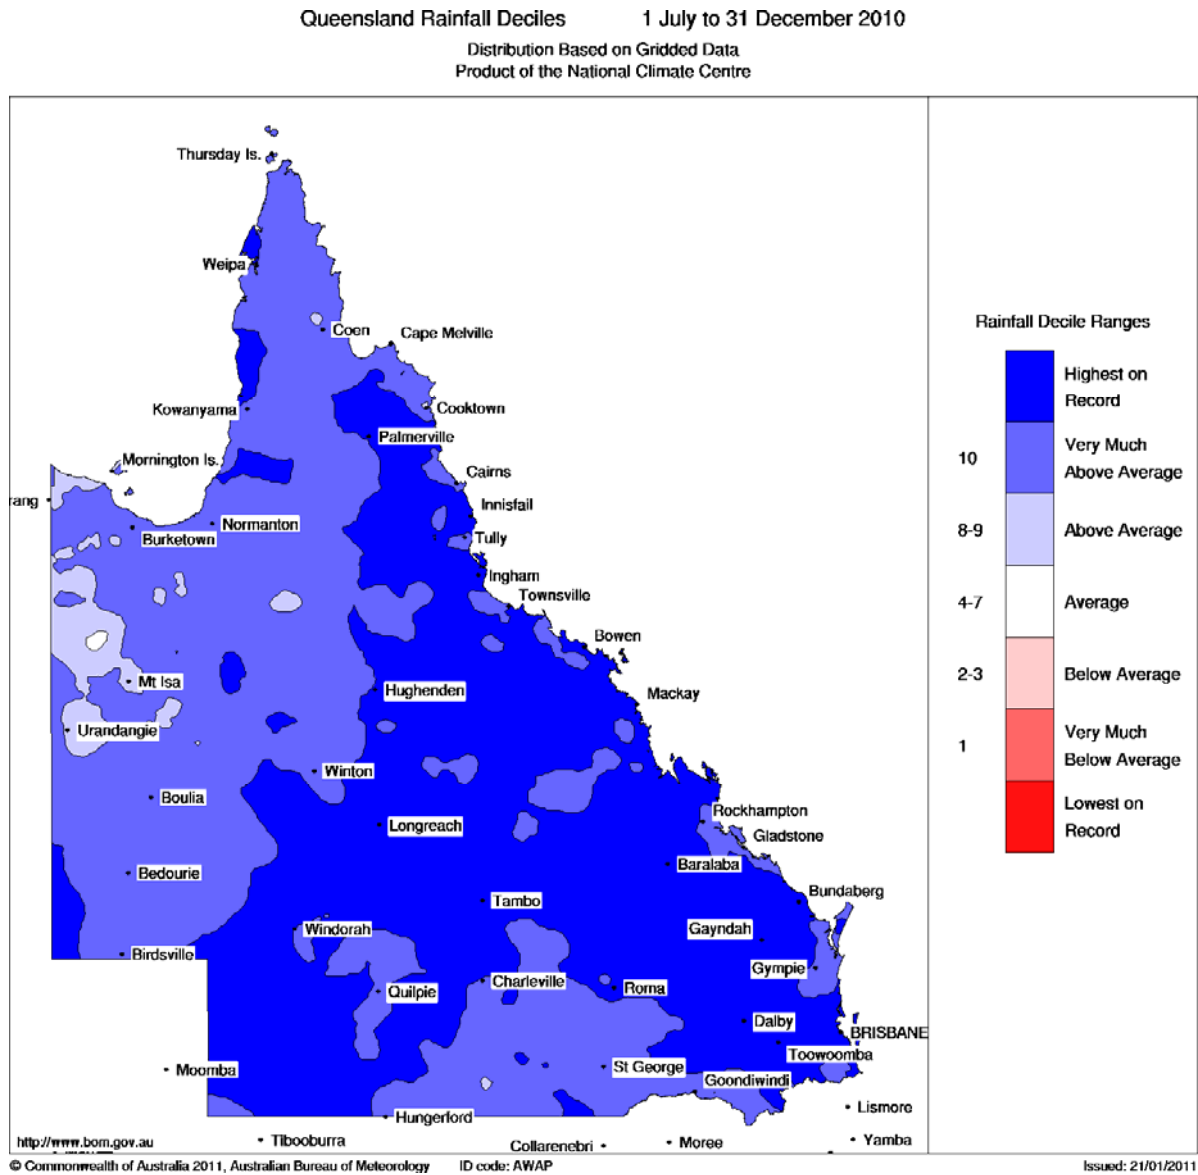 Queensland Rainfall Deciles 1 July to 31 December 2010
Distribution Based on Gridded Data
Product of the National Climate Centre
Thursday Is.
Weipa
Coen
Cape Melville
Kowanyama
Cooktown
Palmerville
Mornington Is.
Cairns
rang
Innisfail
Normanton
Burketown
Tully
Ingham
Townsville
Bowen
Mt Isa
Hughenden
Mackay
Urandangie
Winton
Boulia
Rockhampton
Longreach
Gladstone
Baralaba
Bedourie
Bundaberg
Tambo
Windorah
Gayndah
Birdsville
Gympie
Charleville
Quilpie
Roma
Dalby
BRISBANE
Toowoomba
Moomba
St George
Goondiwindi
Lismore
Hungerford
Tibooburra
Collarenebri
Moree
Yamba
Rainfall Decile Ranges
Highest on
Record
10 Very Much
Above Average
8-9 Above Average
4-7 Average
2-3 Below Average
1 Very Much
Below Average
Lowest on
Record
http://www.bom.gov.au
© Commonwealth of Australia 2011, Australian Bureau of Meteorology ID code: AWAP Issued: 21/01/2011